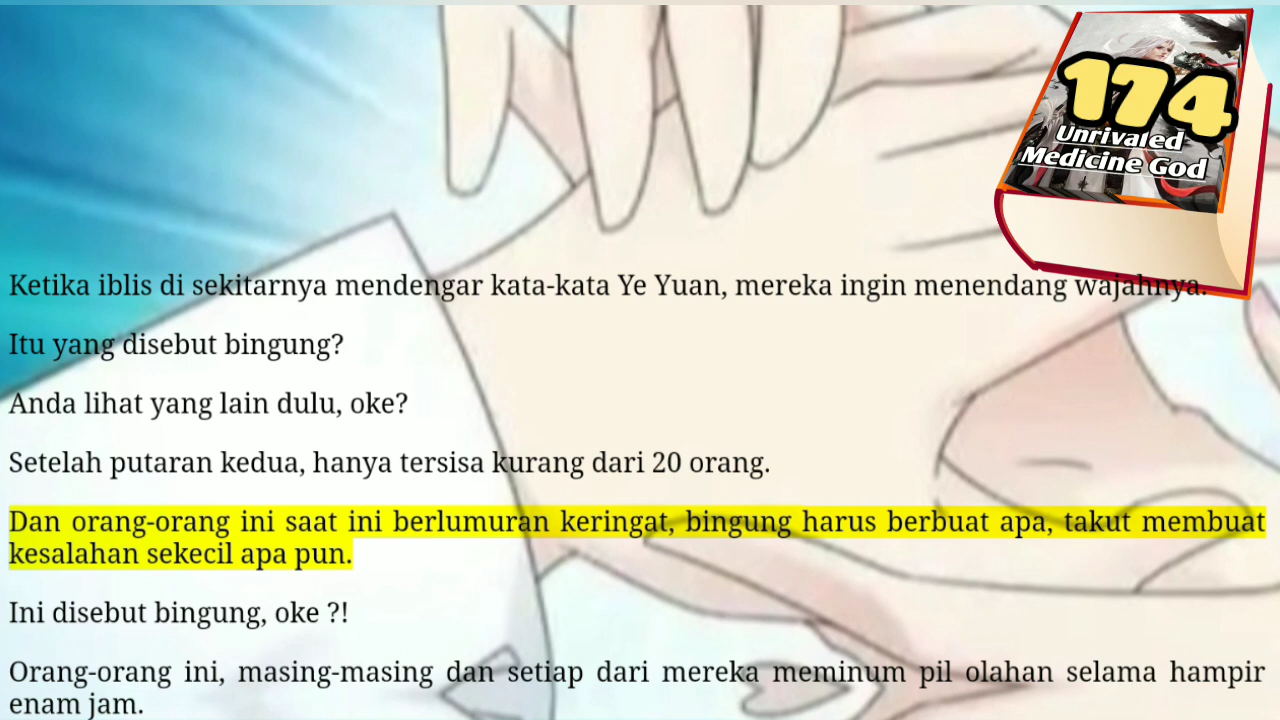 174
Unrivaled
Medicine God
Ketika iblis di sekitarnya mendengar kata-kata Ye Yuan, mereka ingin menendang wajahnya.
Itu yang disebut bingung?
Anda lihat yang lain dulu, oke?
Setelah putaran kedua, hanya tersisa kurang dari 20 orang.
Dan orang-orang ini saat ini berlumuran keringat, bingung harus berbuat apa, takut membuat
kesalahan sekecil apa pun.
Ini disebut bingung, oke ?!
Orang-orang ini, masing-masing dan setiap dari mereka meminum pil olahan selama hampir
enam jam.